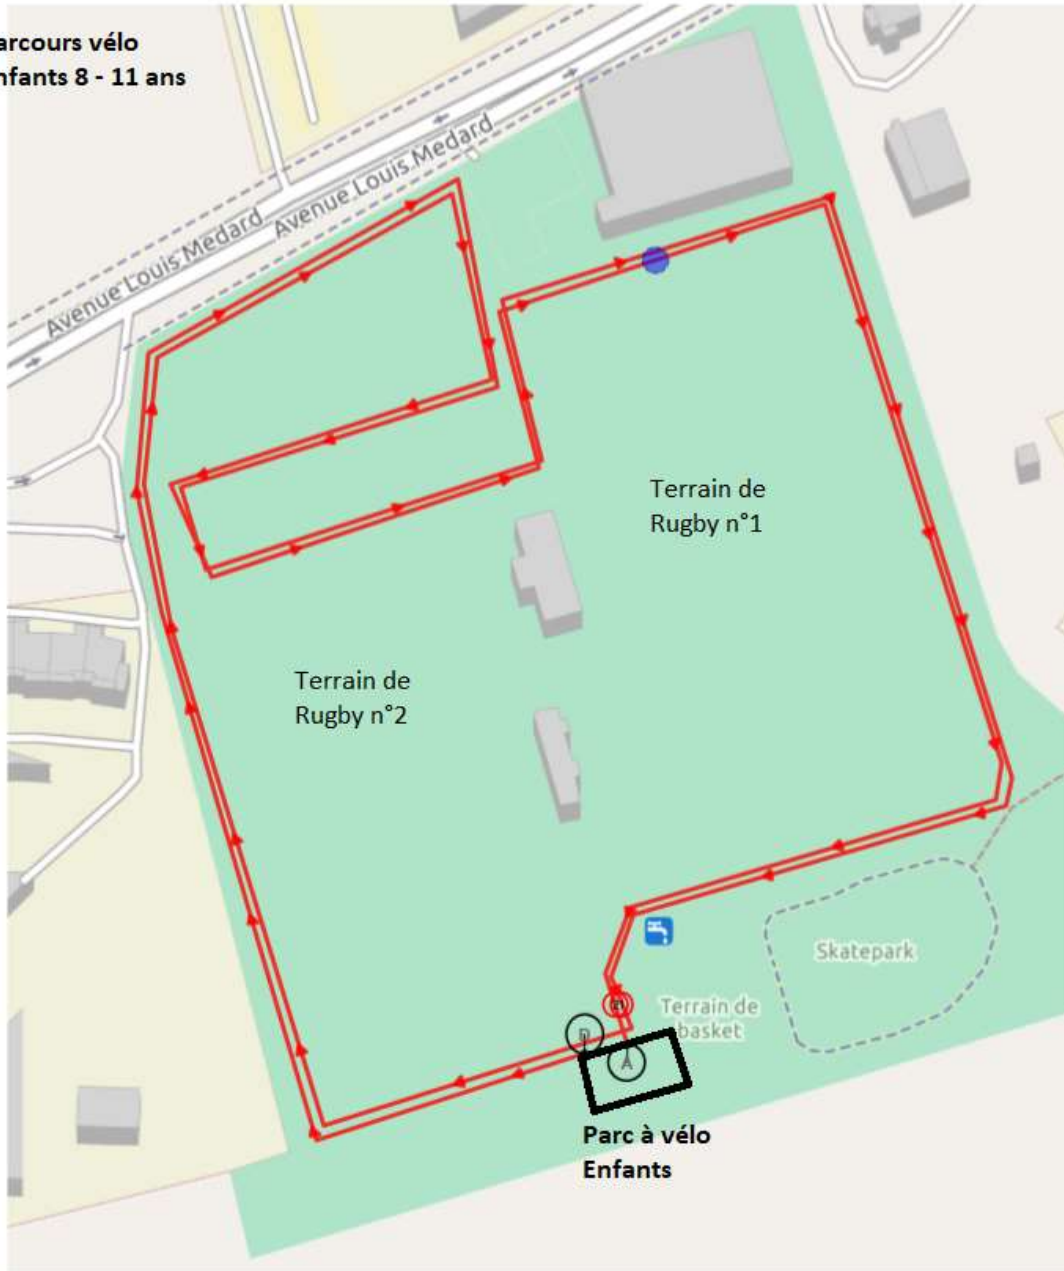 arcours vélo
nfants 8 - 11 ans
Avenue Louis Medard
Avenue Louis Medard
Terrain de
Rugby n°1
Terrain de
Rugby n°2
Skatepark
Terrain de
basket
D
A
Parc à vélo
Enfants